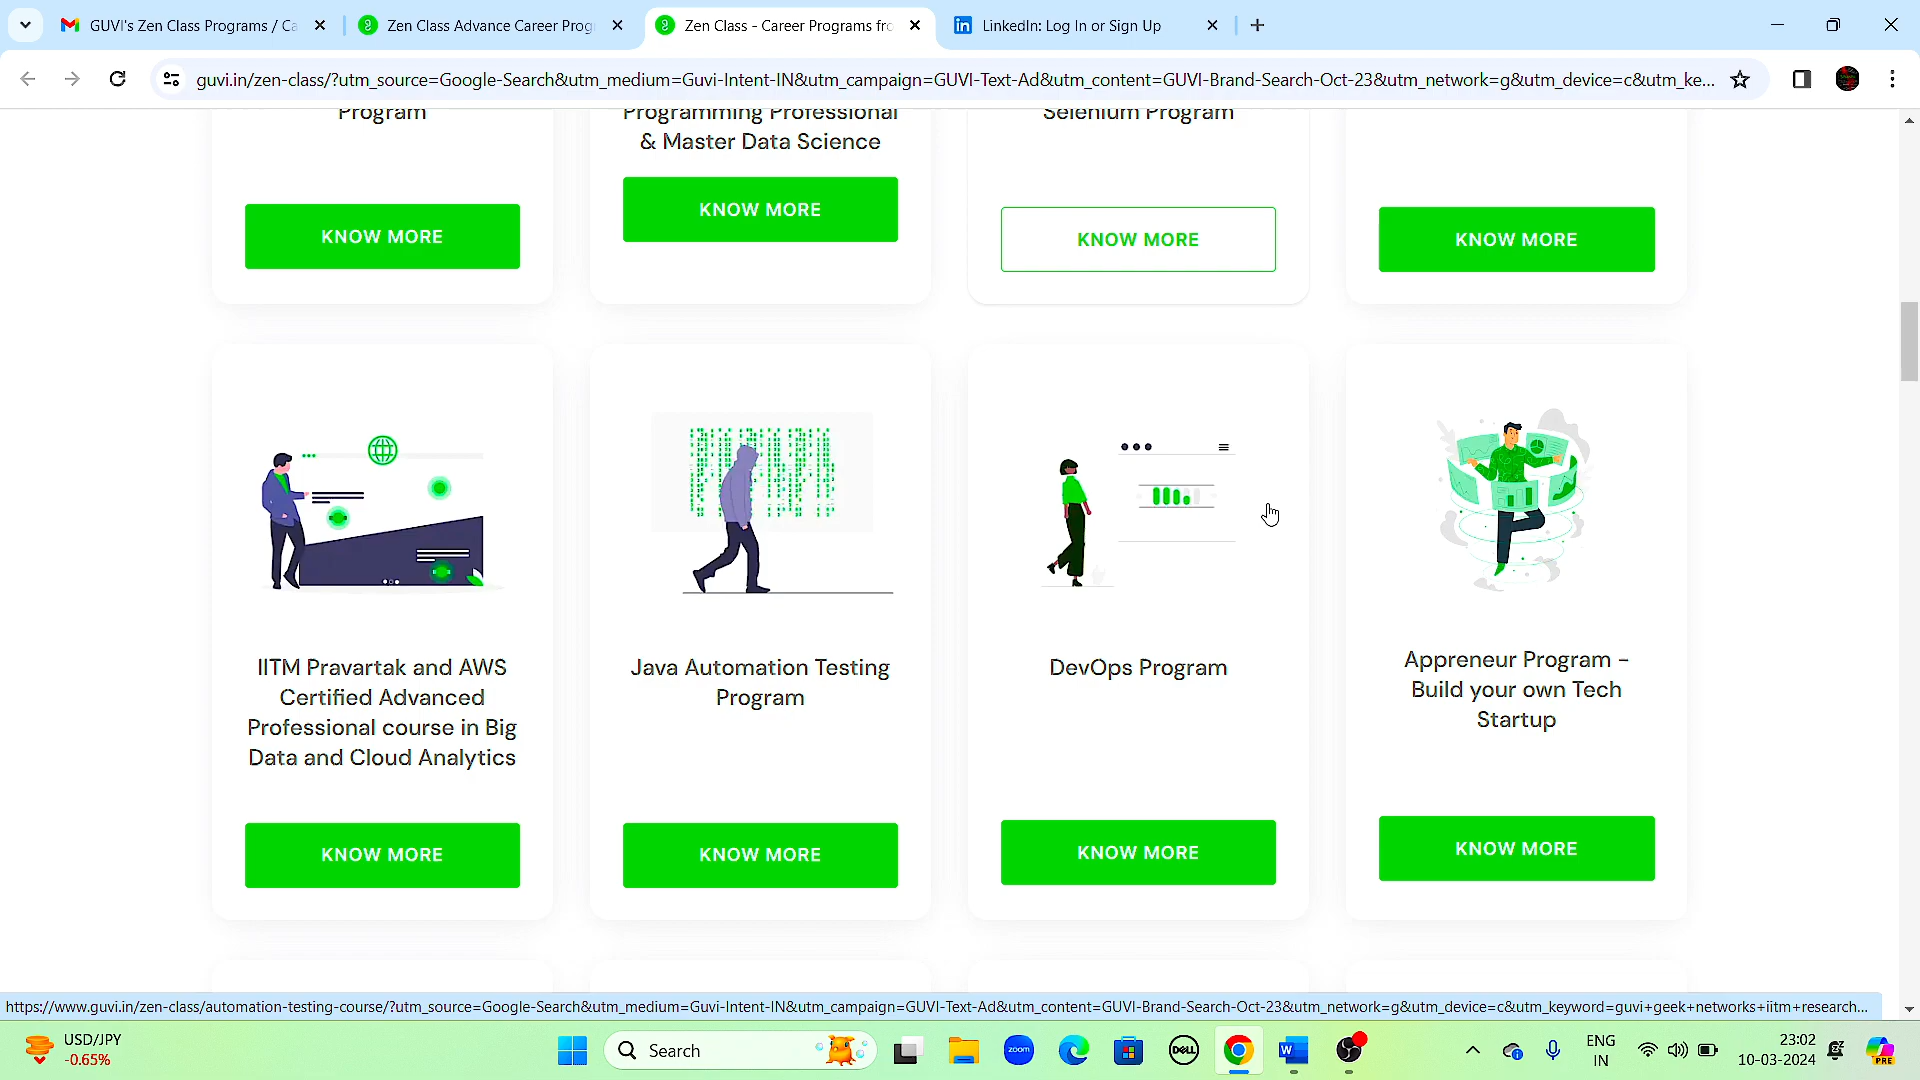 GUVI's Zen Class Programs / Ca
Zen Class Advance Career Prog
Zen Class - Career Programs fro
LinkedIn: Log In or Sign Up
guvi.in/zen-class/?utm_source=Google-Search&utm_medium=Guvi-Intent-IN&utm_campaign=GUVI-Text-Ad&utm_content=GUVI-Brand-Search-Oct-23&utm_network=g&utm_device=c&utm_ke...
Program
Programming Professional
& Master Data Science
Selenium Program
KNOW MORE
KNOW MORE
KNOW MORE
KNOW MORE
IITM Pravartak and AWS
Certified Advanced
Professional course in Big
Data and Cloud Analytics
Java Automation Testing
Program
DevOps Program
Appreneur Program -
Build your own Tech
Startup
KNOW MORE
KNOW MORE
KNOW MORE
KNOW MORE
https://www.guvi.in/zen-class/automation-testing-course/?utm_source=Google-Search&utm_medium=Guvi-Intent-IN&utm_campaign=GUVI-Text-Ad&utm_content=GUVI-Brand-Search-Oct-23&utm_network=g&utm_device=c&utm_keyword=guvi+geek+networks+iitm+research...
USD/JPY
-0.65%
Search
zoom
DELL
W
ENG
IN
23:02
10-03-2024
PRE